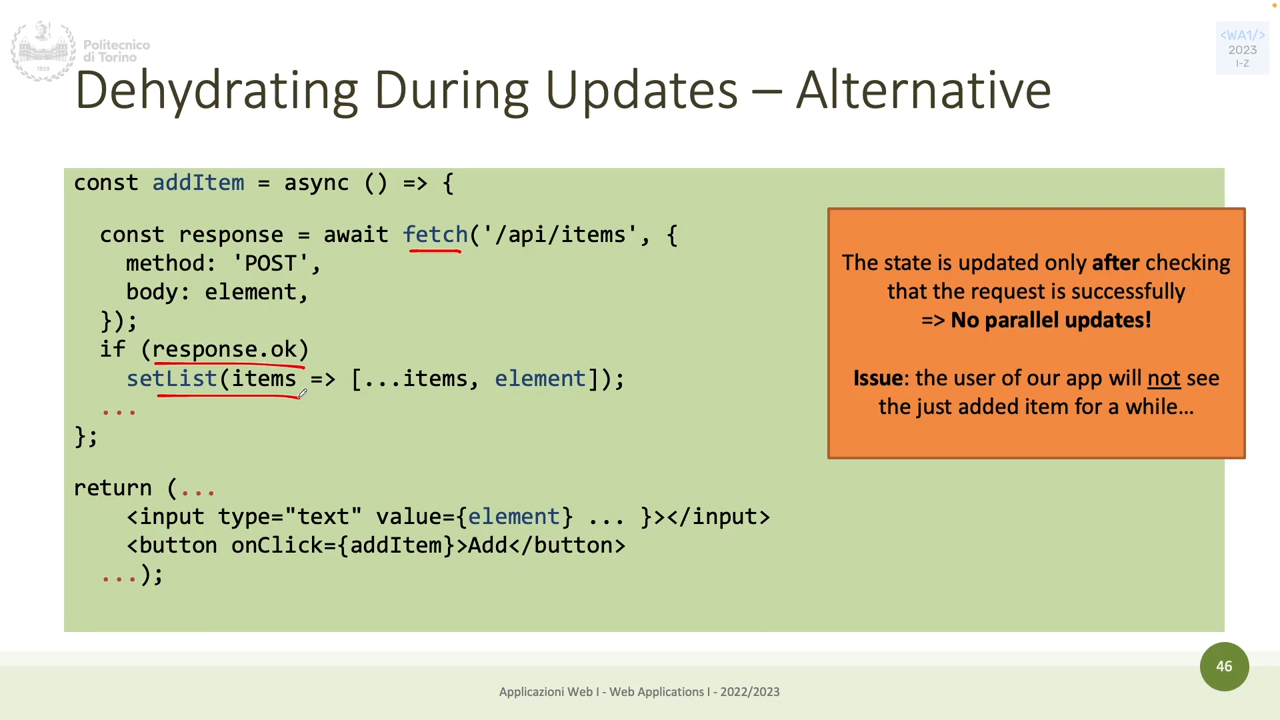 Politecnico
di Torino
1859
<WA1/>
2023
I-Z
Dehydrating During Updates – Alternative
const addItem = async () => {
const response = await fetch('/api/items', {
method: 'POST',
body: element,
});
if (response.ok)
setList(items => [...items, element]);
...
};
return (...
<input type="text" value={element} ... }></input>
<button onClick={addItem}>Add</button>
...);
The state is updated only after checking
that the request is successfully
=> No parallel updates!
Issue: the user of our app will not see
the just added item for a while…
46
Applicazioni Web I - Web Applications I - 2022/2023